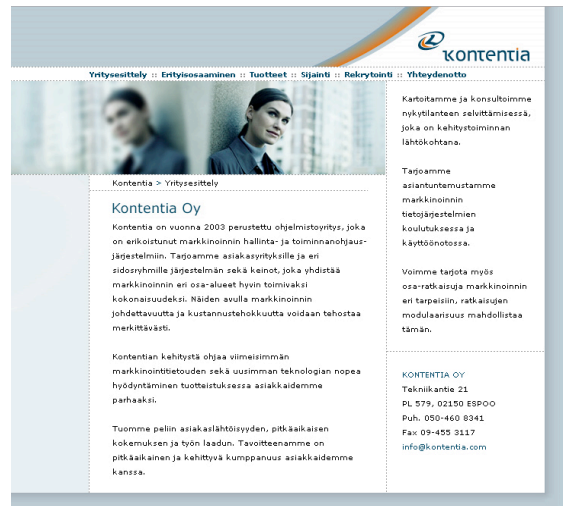 kontentia
Yritysesittely :: Erityisosaaminen :: Tuotteet :: Sijainti :: Rekrytointi :: Yhteydenotto
Kontentia > Yritysesittely
Kontentia Oy
Kontentia on vuonna 2003 perustettu ohjelmistoyritys, joka
on erikoistunut markkinoinnin hallinta- ja toiminnanohjaus-
järjestelmiin. Tarjoamme asiakasyrityksille ja eri
sidosryhmille järjestelmän sekä keinot, joka yhdistää
markkinoinnin eri osa-alueet hyvin toimivaksi
kokonaisuudeksi. Näiden avulla markkinoinnin
johdettavuutta ja kustannustehokkuutta voidaan tehostaa
merkittävästi.
Kontentian kehitystä ohjaa viimeisimmän
markkinointitietouden sekä uusimman teknologian nopea
hyödyntäminen tuotteistuksessa asiakkaidemme
parhaaksi.
Tuomme peliin asiakaslähtöisyyden, pitkäaikaisen
kokemuksen ja työn laadun. Tavoitteenamme on
pitkäaikainen ja kehittyvä kumppanuus asiakkaidemme
kanssa.
Kartoitamme ja konsultoimme
nykytilanteen selvittämisessä,
joka on kehitystoiminnan
lähtökohtana.
Tarjoamme
asiantuntemustamme
markkinoinnin
tietojärjestelmien
koulutuksessa ja
käyttöönotossa.
Voimme tarjota myös
osa-ratkaisuja markkinoinnin
eri tarpeisiin, ratkaisujen
modulaarisuus mahdollistaa
tämän.
KONTENTIA OY
Tekniikantie 21
PL 579, 02150 ESPOO
Puh. 050-460 8341
Fax 09-455 3117
info@kontentia.com